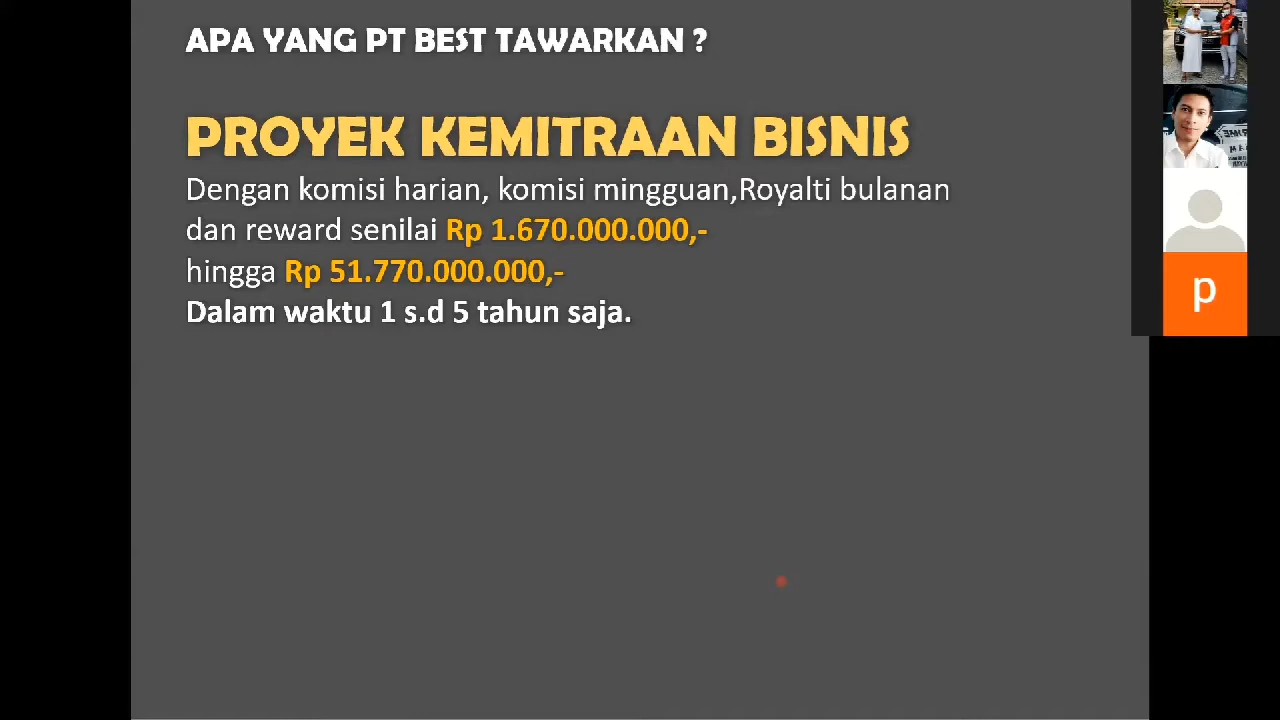 APA YANG PT BEST TAWARKAN ?
PROYEK KEMITRAAN BISNIS
Dengan komisi harian, komisi mingguan,Royalti bulanan
dan reward senilai Rp 1.670.000.000,-
hingga Rp 51.770.000.000,-
Dalam waktu 1 s.d 5 tahun saja.
p